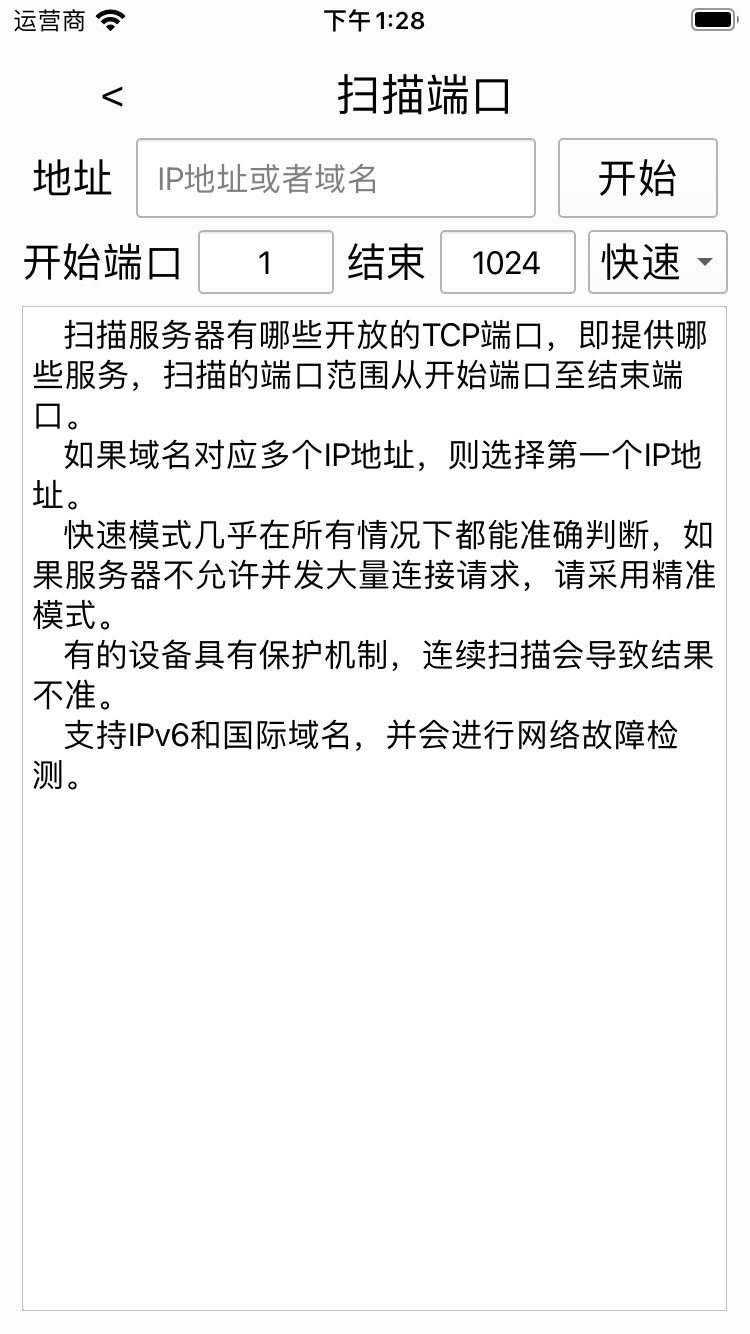 运营商 下午1:28
< 扫描端口
地址 IP地址或者域名 开始
开始端口 1 结束 1024 快速
扫描服务器有哪些开放的TCP端口，即提供哪
些服务，扫描的端口范围从开始端口至结束端
口。
如果域名对应多个IP地址，则选择第一个IP地
址。
快速模式几乎在所有情况下都能准确判断，如
果服务器不允许并发大量连接请求，请采用精准
模式。
有的设备具有保护机制，连续扫描会导致结果
不准。
支持IPv6和国际域名，并会进行网络故障检
测。